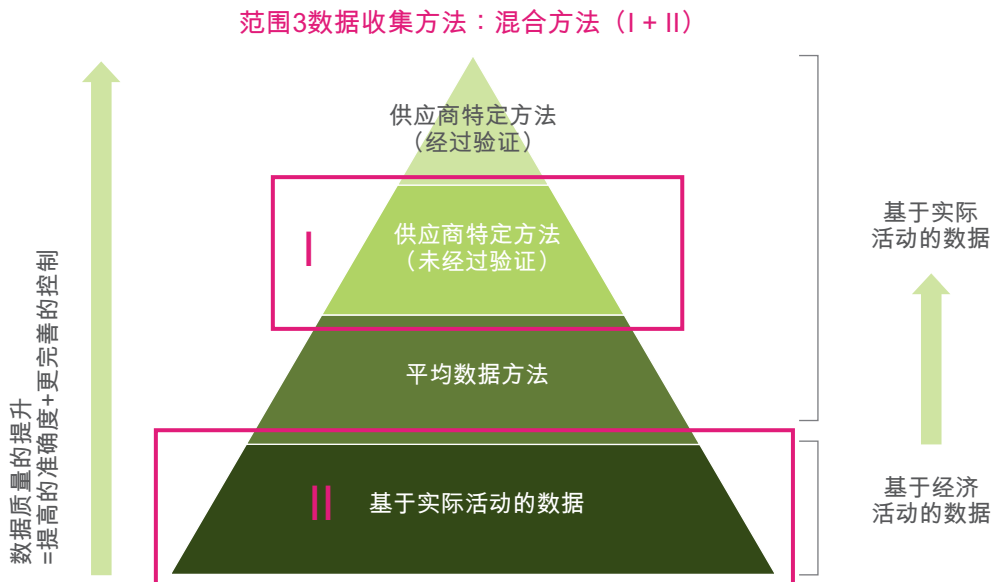 范围3数据收集方法：混合方法（I + II）
供应商特定方法
（经过验证）
I
供应商特定方法
（未经过验证）
平均数据方法
II
基于实际活动的数据
基于实际
活动的数据
基于经济
活动的数据
数据质量的提升
=提高的准确度+更完善的控制